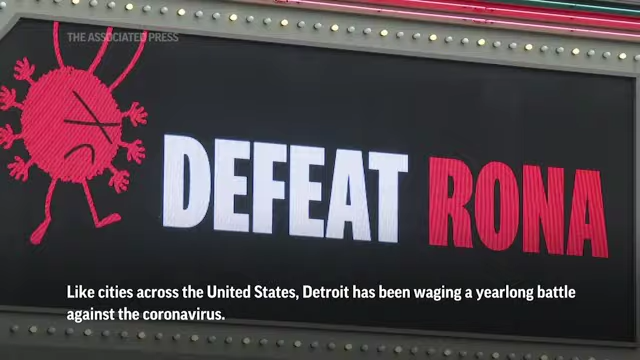 THE ASSOCIATED PRESS
DEFEAT RONA
Like cities across the United States, Detroit has been waging a yearlong battle
against the coronavirus.